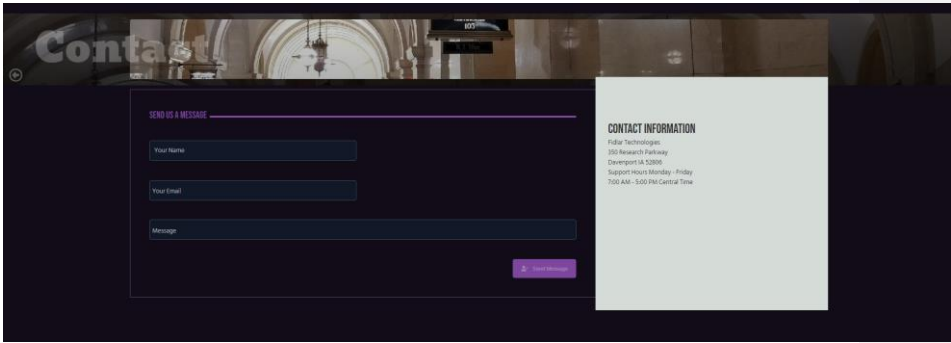 Contact
103
SEND US A MESSAGE
Your Name
Your Email
Message
Send Message
CONTACT INFORMATION
Fidlar Technologies
350 Research Parkway
Davenport IA 52806
Support Hours Monday - Friday
7:00 AM - 5:00 PM Central Time